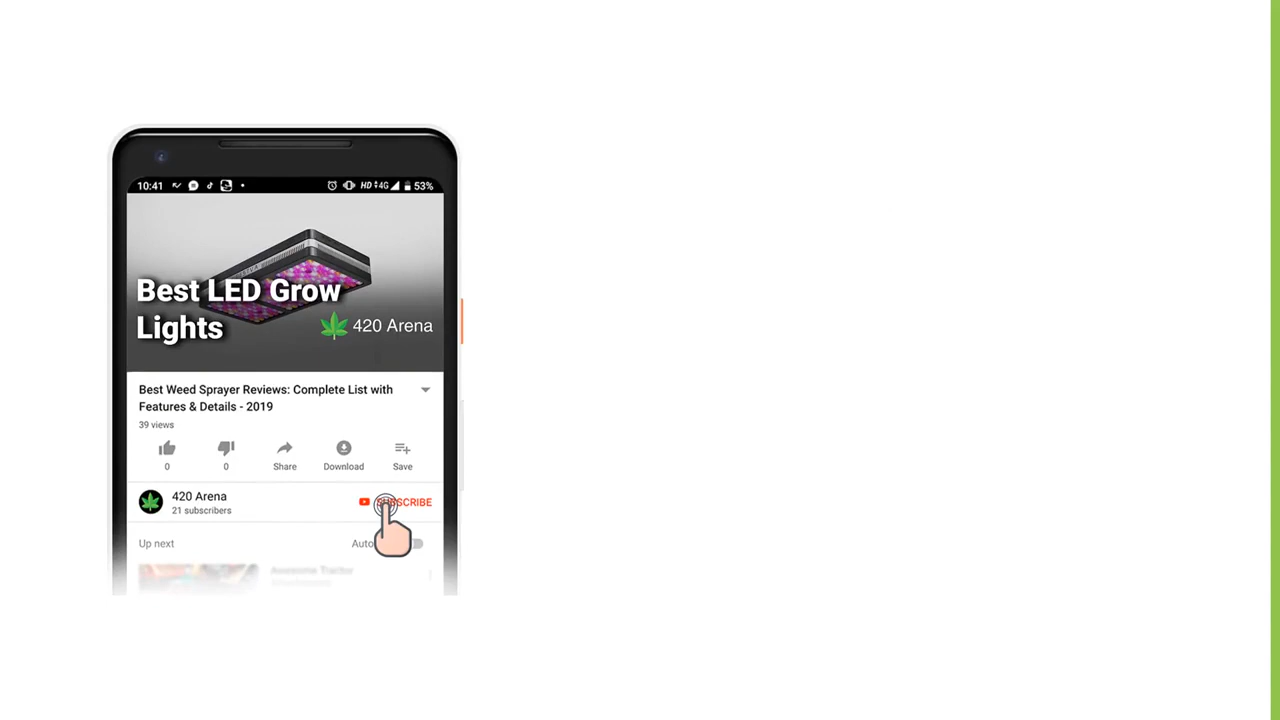 10:41
HD 4G 53%
Best LED Grow
Lights
420 Arena
Best Weed Sprayer Reviews: Complete List with
Features & Details - 2019
39 views
0 0 Share Download Save
420 Arena
SUBSCRIBE
21 subscribers
Up next